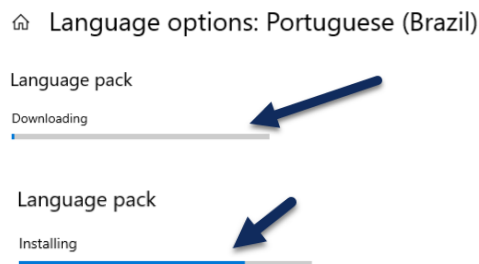 Language options: Portuguese (Brazil)
Language pack
Downloading
Language pack
Installing